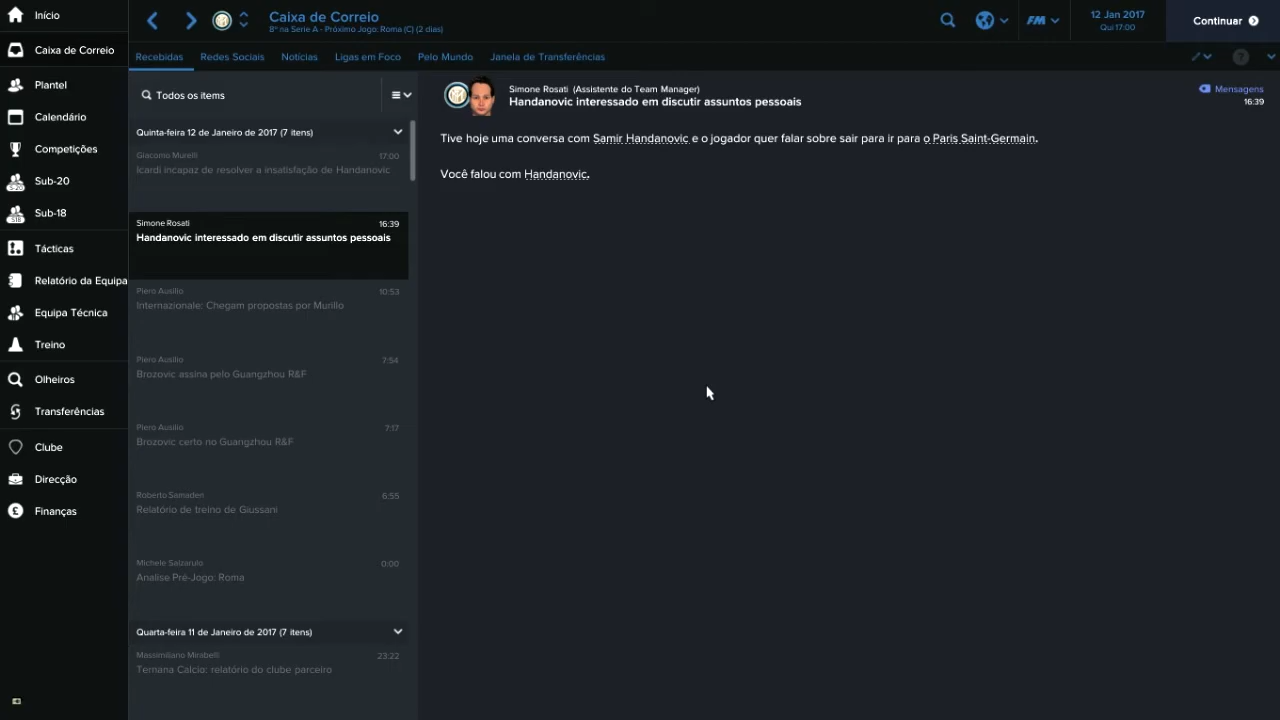 Início
Caixa de Correio
Plantel
Calendário
Competições
Sub-20
Sub-18
Tácticas
Relatório da Equipa
Equipa Técnica
Treino
Olheiros
Transferências
Clube
Direcção
Finanças
Caixa de Correio
8º na Serie A - Próximo Jogo: Roma (C) (2 dias)
FM
12 Jan 2017
Qui 17:00
Continuar
Recebidas
Redes Sociais
Notícias
Ligas em Foco
Pelo Mundo
Janela de Transferências
Todos os items
Quinta-feira 12 de Janeiro de 2017 (7 itens)
Giacomo Murelli 17:00
Icardi incapaz de resolver a insatisfação de Handanovic
Simone Rosati 16:39
Handanovic interessado em discutir assuntos pessoais
Piero Ausilio 10:53
Internazionale: Chegam propostas por Murillo
Piero Ausilio 7:54
Brozovic assina pelo Guangzhou R&F
Piero Ausilio 7:17
Brozovic certo no Guangzhou R&F
Roberto Samaden 6:55
Relatório de treino de Giussani
Michele Salzarulo 0:00
Analise Pré-Jogo: Roma
Quarta-feira 11 de Janeiro de 2017 (7 itens)
Massimiliano Mirabelli 23:22
Ternana Calcio: relatório do clube parceiro
Simone Rosati (Assistente do Team Manager)
Handanovic interessado em discutir assuntos pessoais
Mensagens
16:39
Tive hoje uma conversa com Samir Handanovic e o jogador quer falar sobre sair para ir para o Paris Saint-Germain.
Você falou com Handanovic.